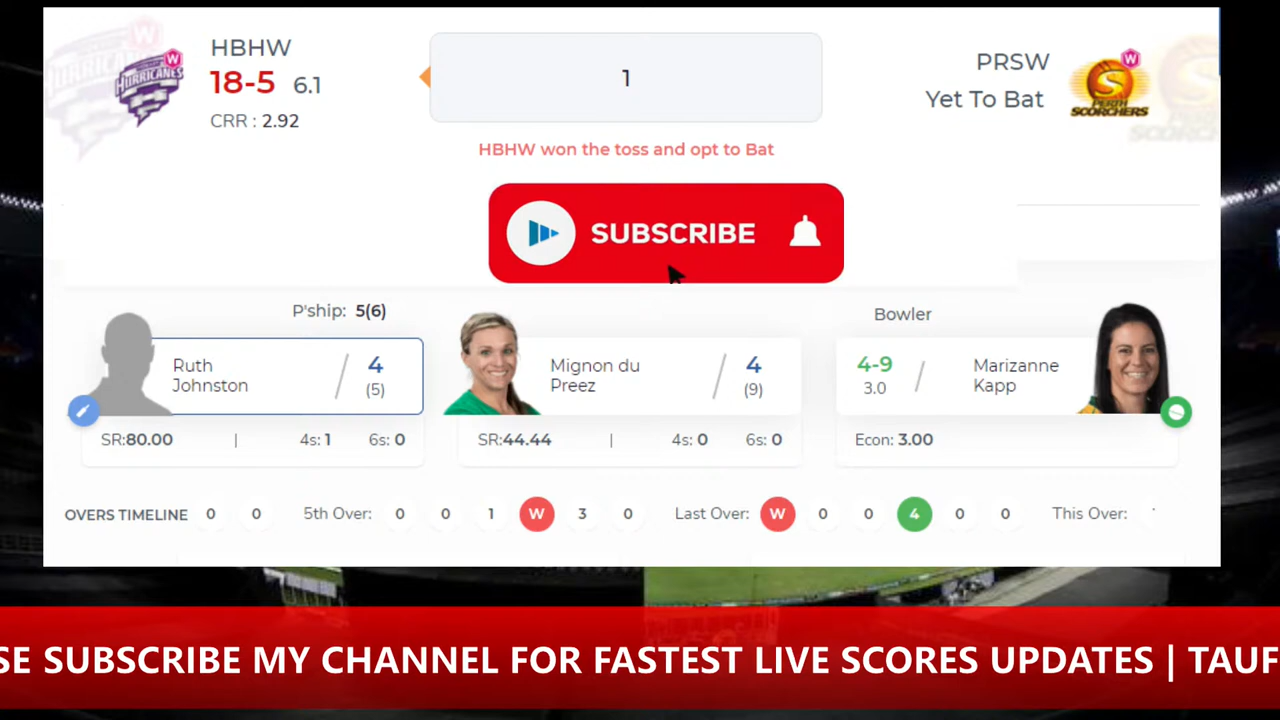 HBHW
18-5 6.1
CRR : 2.92
HURRICANES
W
1
HBHW won the toss and opt to Bat
PRSW
Yet To Bat
W
PERTH
SCORCHERS
SUBSCRIBE
P'ship: 5(6)
Bowler
Ruth
Johnston
4
(5)
Mignon du
Preez
4
(9)
4-9
3.0
Marizanne
Kapp
SR:80.00 | 4s: 1 6s: 0
SR:44.44 | 4s: 0 6s: 0
Econ: 3.00
OVERS TIMELINE 0 0 5th Over: 0 0 1 W 3 0 Last Over: W 0 0 4 0 0 This Over:
SE SUBSCRIBE MY CHANNEL FOR FASTEST LIVE SCORES UPDATES | TAUF